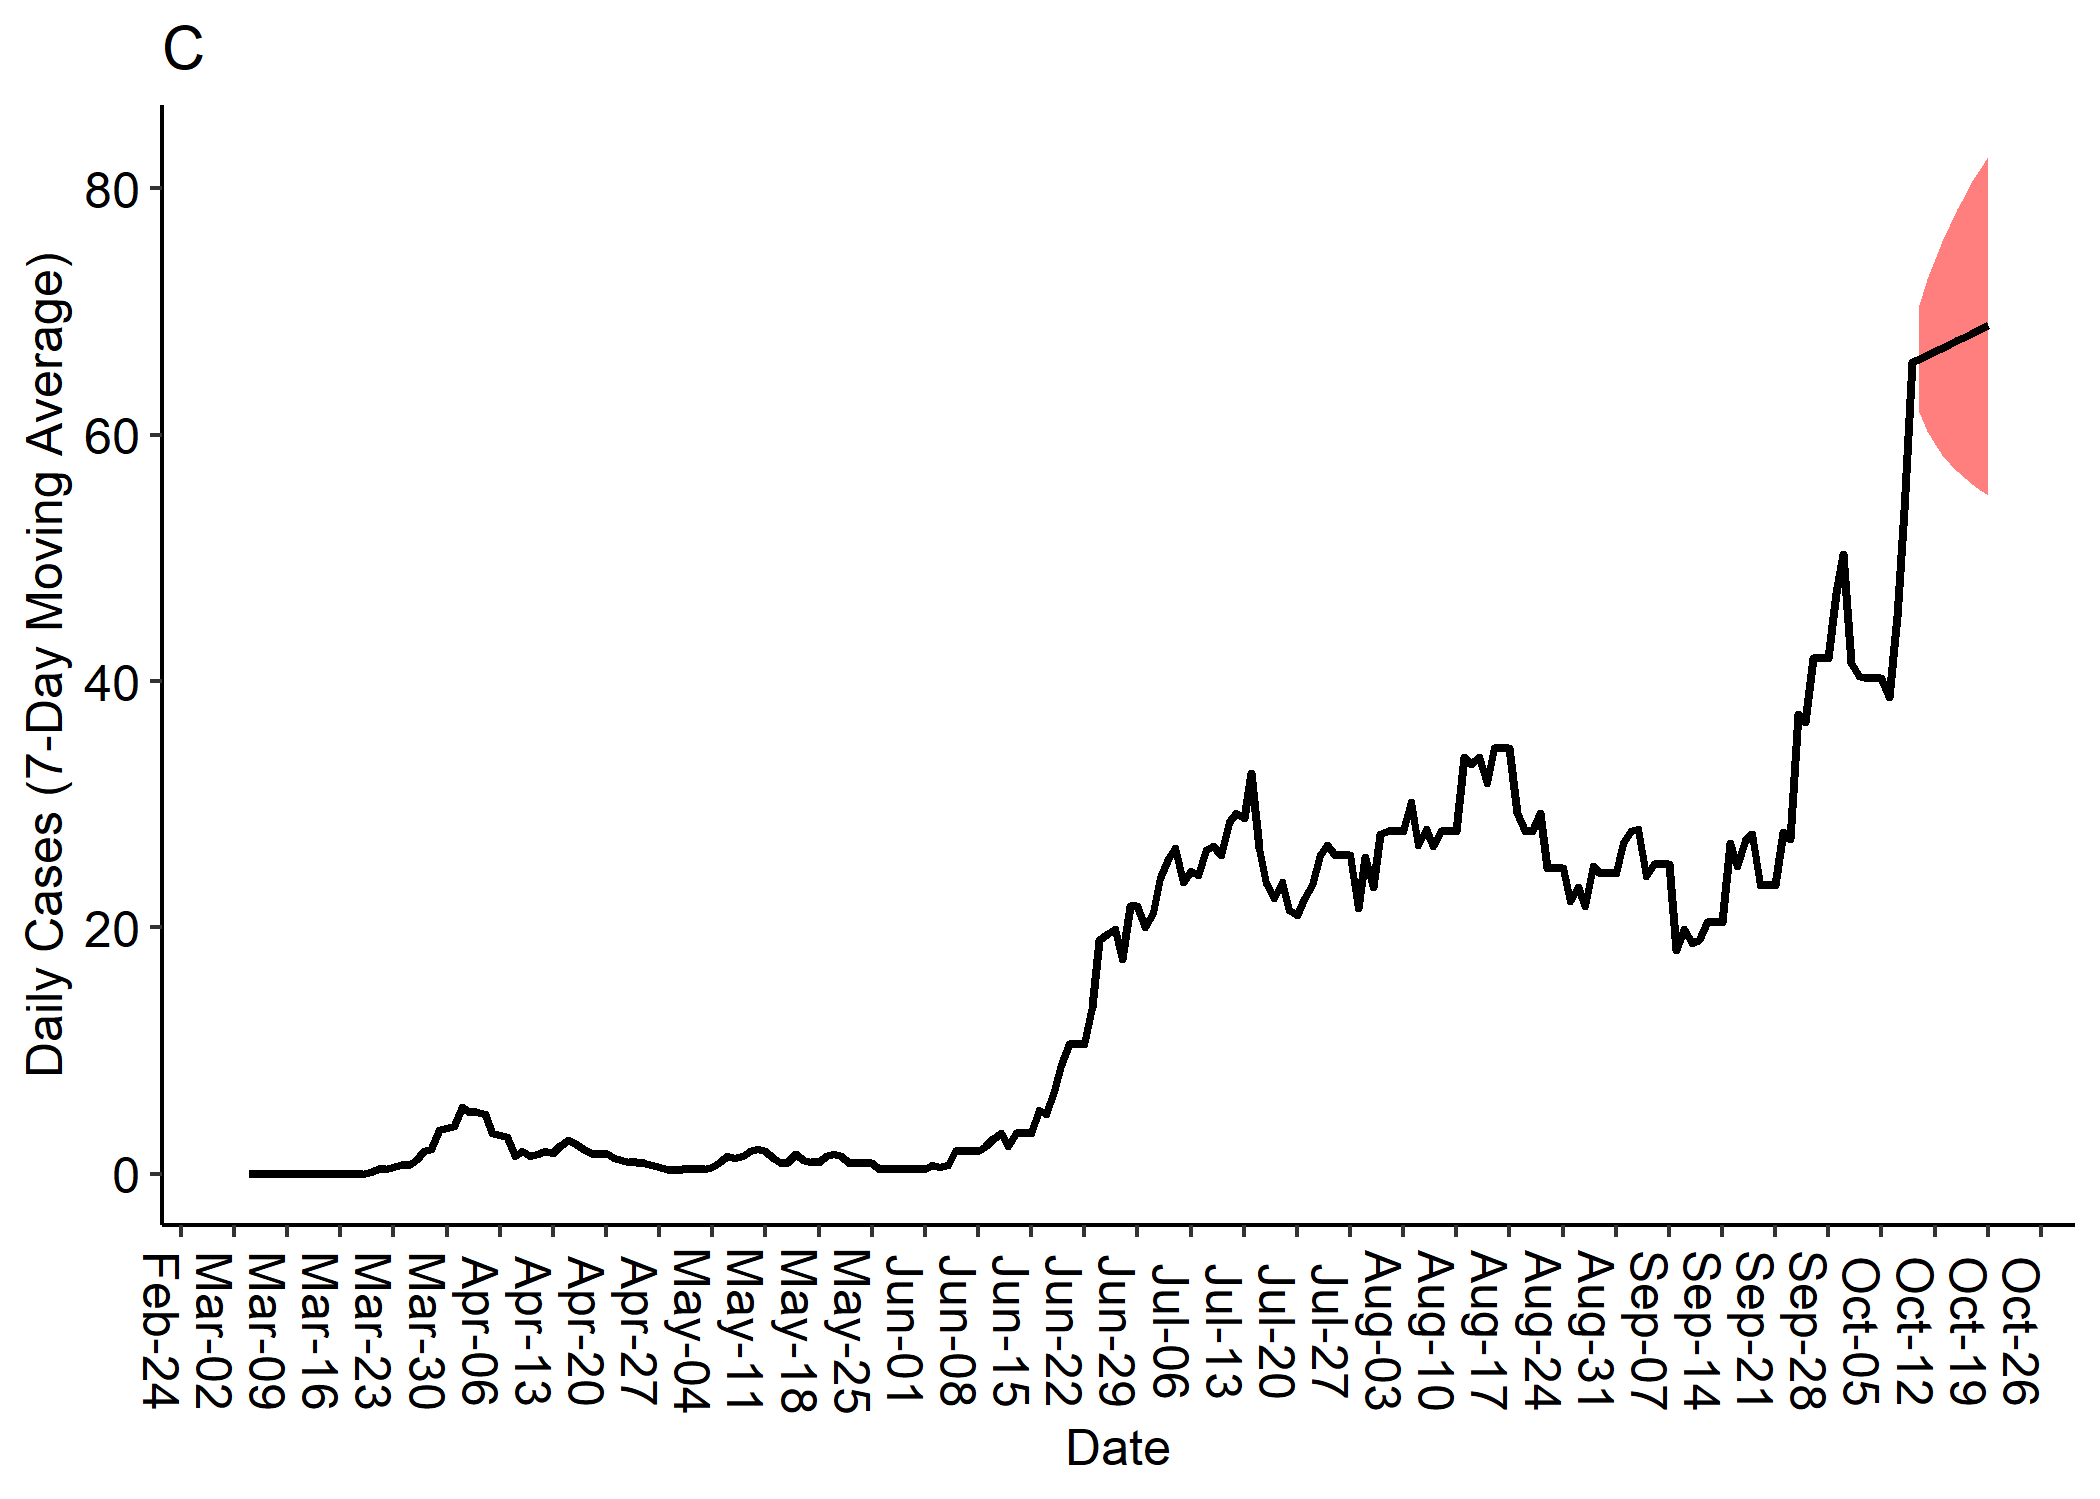 C
Daily Cases (7-Day Moving Average)
80
60
40
20
0
Feb-24
Mar-02
Mar-09
Mar-16
Mar-23
Mar-30
Apr-06
Apr-13
Apr-20
Apr-27
May-04
May-11
May-18
May-25
Jun-01
Jun-08
Jun-15
Jun-22
Jun-29
Jul-06
Jul-13
Jul-20
Jul-27
Aug-03
Aug-10
Aug-17
Aug-24
Aug-31
Sep-07
Sep-14
Sep-21
Sep-28
Oct-05
Oct-12
Oct-19
Oct-26
Date